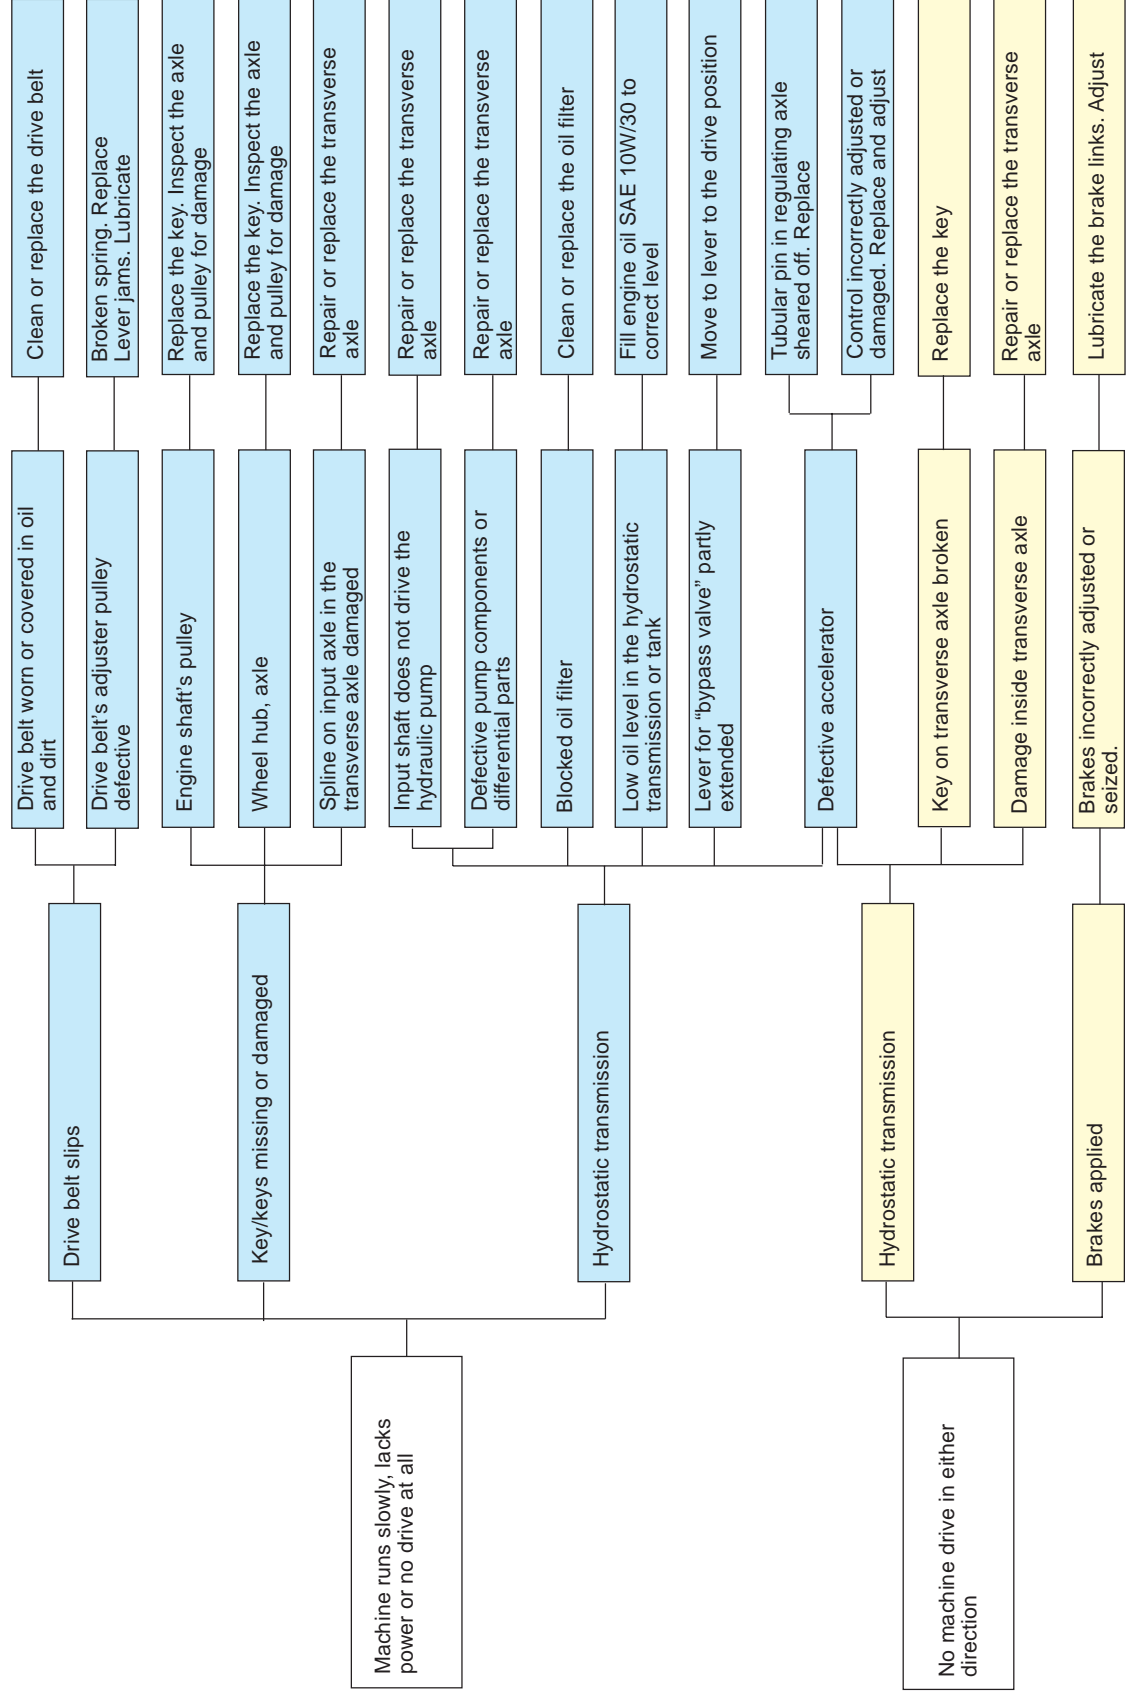 Machine runs slowly, lacks
power or no drive at all
Drive belt slips
Drive belt worn or covered in oil
and dirt
Clean or replace the drive belt
Drive belt's adjuster pulley
defective
Broken spring. Replace
Lever jams. Lubricate
Key/keys missing or damaged
Engine shaft's pulley
Replace the key. Inspect the axle
and pulley for damage
Wheel hub, axle
Replace the key. Inspect the axle
and pulley for damage
Spline on input axle in the
transverse axle damaged
Repair or replace the transverse
axle
Hydrostatic transmission
Input shaft does not drive the
hydraulic pump
Repair or replace the transverse
axle
Defective pump components or
differential parts
Repair or replace the transverse
axle
Blocked oil filter
Clean or replace the oil filter
Low oil level in the hydrostatic
transmission or tank
Fill engine oil SAE 10W/30 to
correct level
Lever for “bypass valve” partly
extended
Move to lever to the drive position
Defective accelerator
Tubular pin in regulating axle
sheared off. Replace
Control incorrectly adjusted or
damaged. Replace and adjust
No machine drive in either
direction
Hydrostatic transmission
Key on transverse axle broken
Replace the key
Damage inside transverse axle
Repair or replace the transverse
axle
Brakes applied
Brakes incorrectly adjusted or
seized.
Lubricate the brake links. Adjust